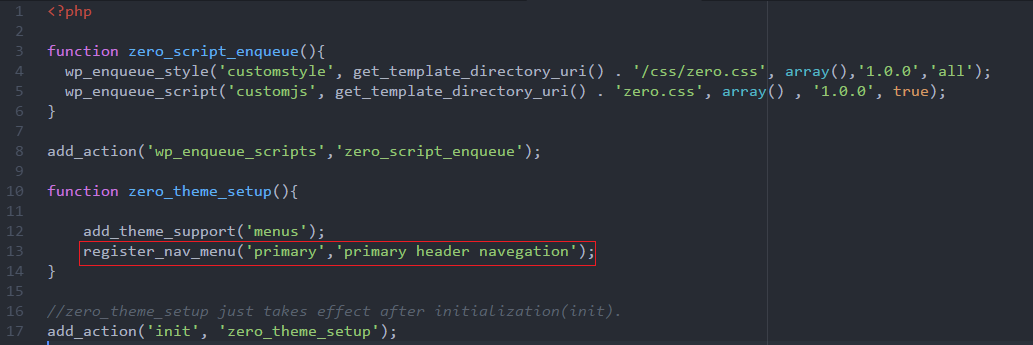 1 <?php
2
3 function zero_script_enqueue(){
4 wp_enqueue_style('customstyle', get_template_directory_uri() . '/css/zero.css', array(),'1.0.0','all');
5 wp_enqueue_script('customjs', get_template_directory_uri() . 'zero.css', array() , '1.0.0', true);
6 }
7
8 add_action('wp_enqueue_scripts','zero_script_enqueue');
9
10 function zero_theme_setup(){
11
12 add_theme_support('menus');
13 register_nav_menu('primary','primary header navegation');
14 }
15
16 //zero_theme_setup just takes effect after initialization(init).
17 add_action('init', 'zero_theme_setup');